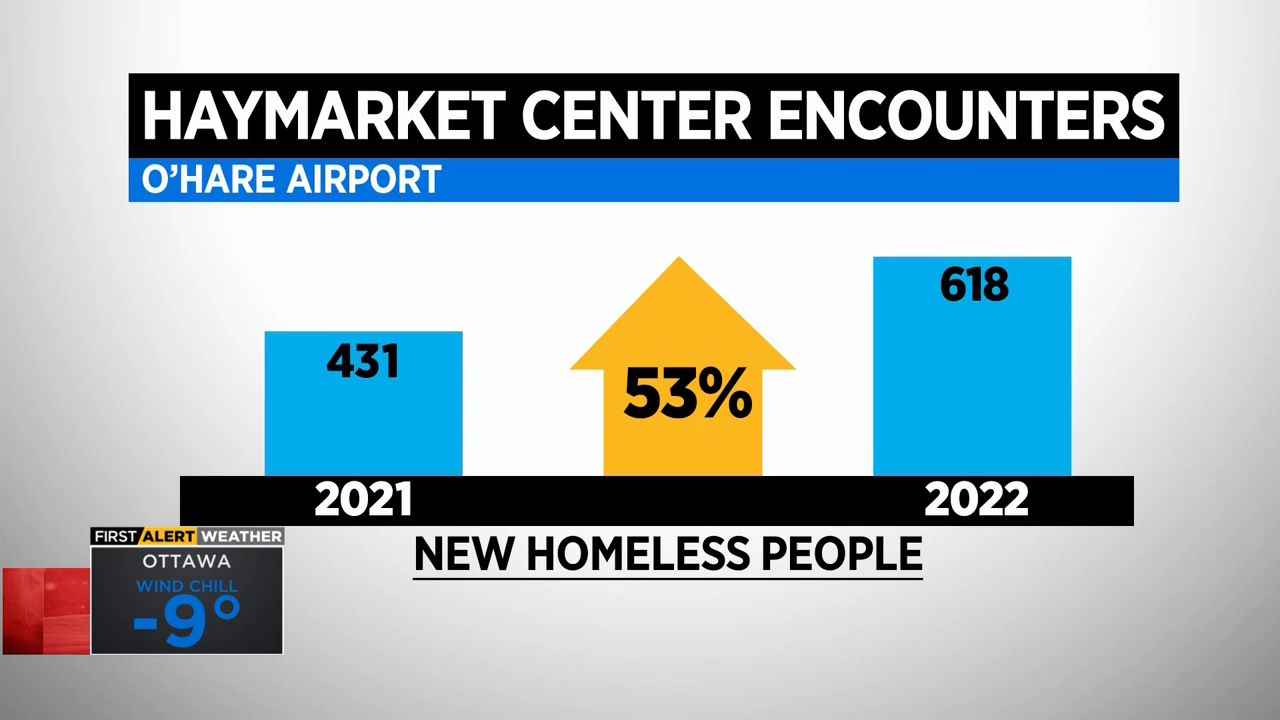 HAYMARKET CENTER ENCOUNTERS
O'HARE AIRPORT
431
53%
618
2021
2022
NEW HOMELESS PEOPLE
FIRST ALERT WEATHER
OTTAWA
WIND CHILL
-9°